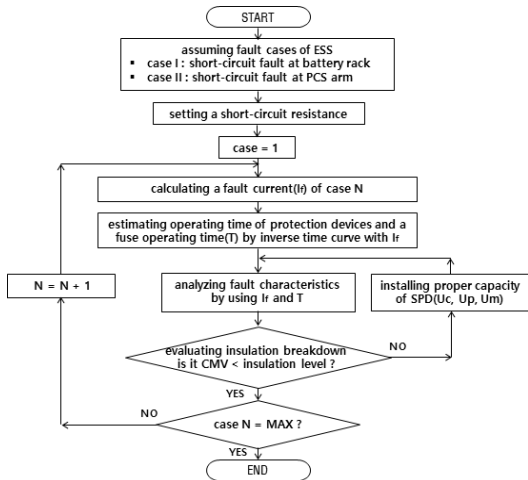 START
assuming fault cases of ESS
▪ case I : short-circuit fault at battery rack
▪ case II : short-circuit fault at PCS arm
setting a short-circuit resistance
case = 1
calculating a fault current(If) of case N
estimating operating time of protection devices and a
fuse operating time(T) by inverse time curve with If
N = N + 1
analyzing fault characteristics
by using If and T
installing proper capacity
of SPD(Uc, Up, Um)
evaluating insulation breakdown
is it CMV < insulation level ?
NO
YES
NO
case N = MAX ?
YES
END